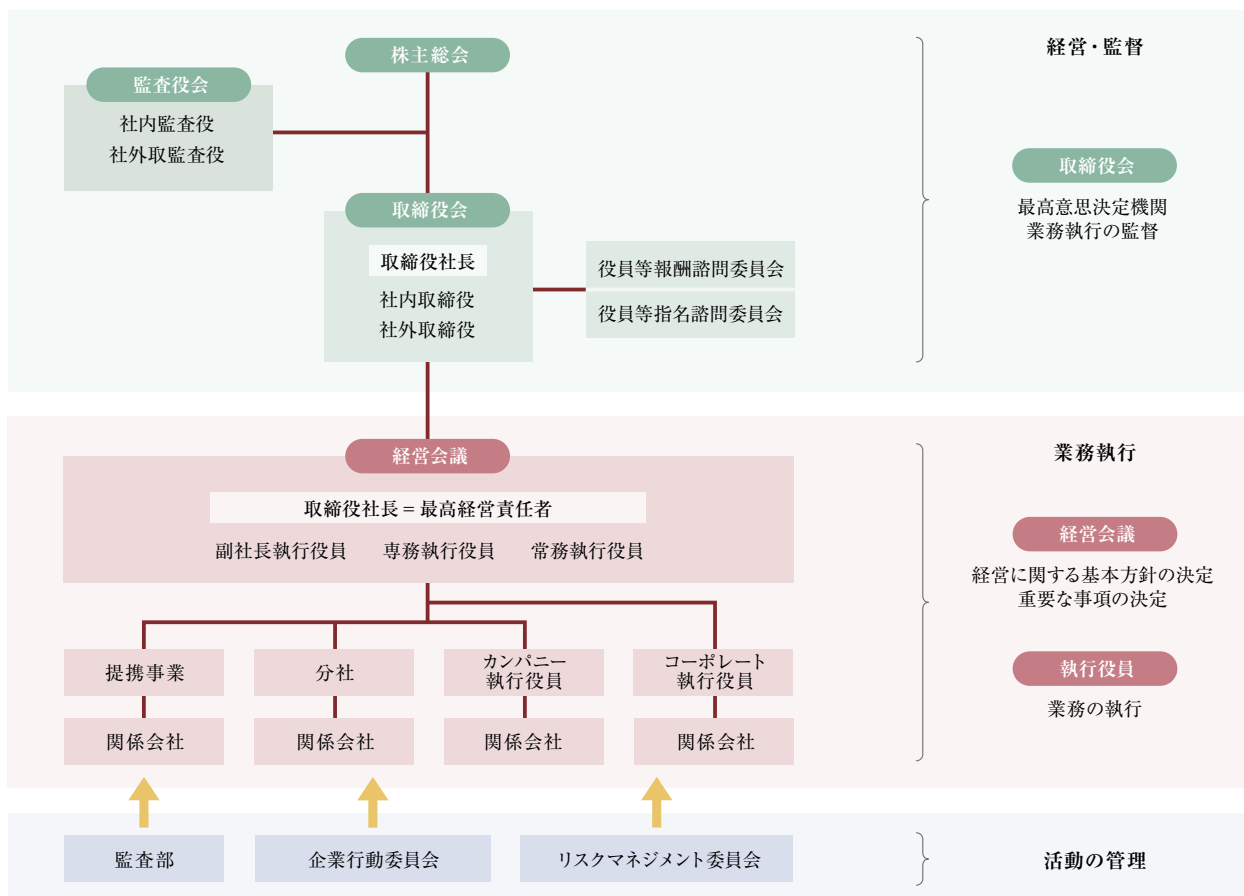 株主総会
監査役会
社内監査役
社外取監査役
取締役会
取締役社長
社内取締役
社外取締役
役員等報酬諮問委員会
役員等指名諮問委員会
経営・監督
取締役会
最高意思決定機関
業務執行の監督
経営会議
取締役社長＝最高経営責任者
副社長執行役員 専務執行役員 常務執行役員
提携事業
分社
カンパニー
執行役員
コーポレート
執行役員
関係会社
関係会社
関係会社
関係会社
業務執行
経営会議
経営に関する基本方針の決定
重要な事項の決定
執行役員
業務の執行
監査部
企業行動委員会
リスクマネジメント委員会
活動の管理